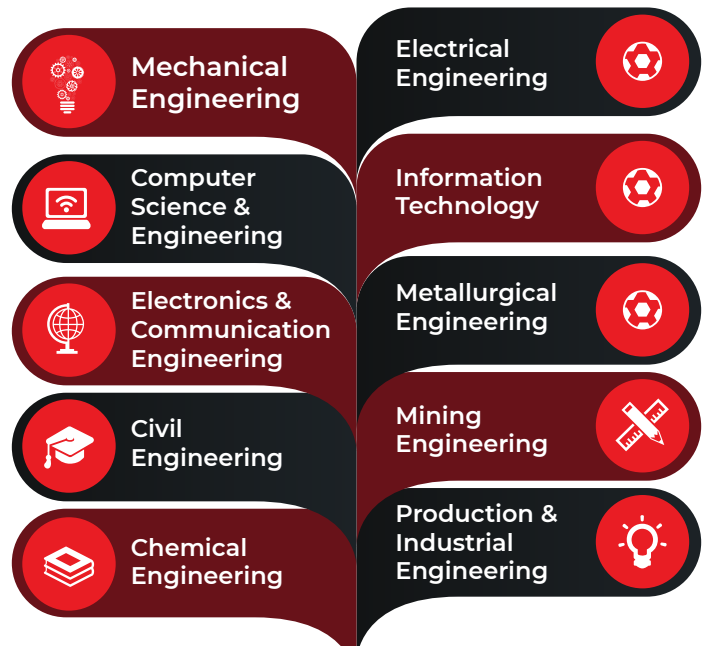 Mechanical
Engineering
Computer
Science &
Engineering
Electronics &
Communication
Engineering
Civil
Engineering
Chemical
Engineering
Electrical
Engineering
Information
Technology
Metallurgical
Engineering
Mining
Engineering
Production &
Industrial
Engineering